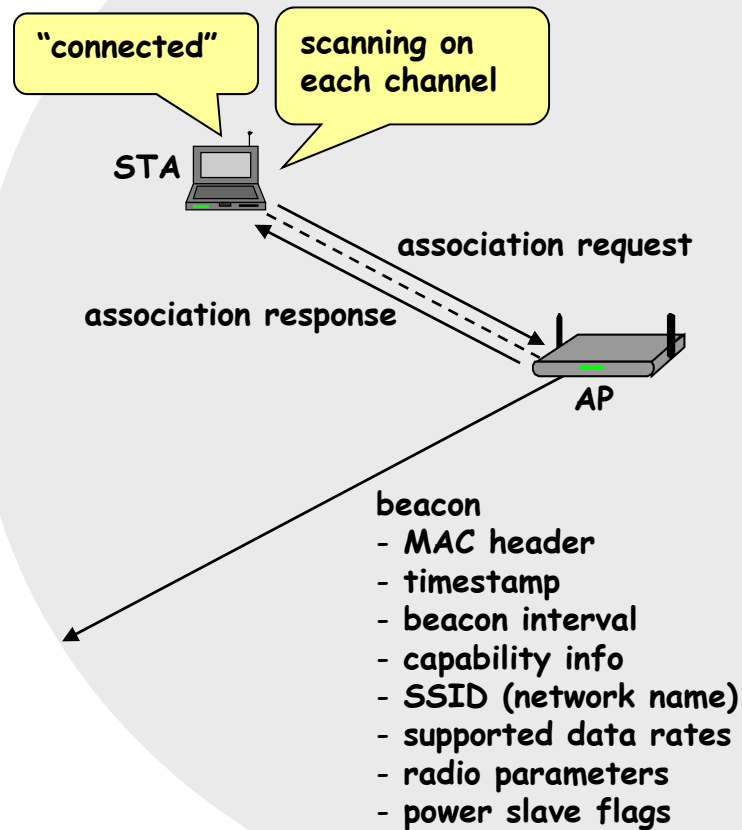 “connected”
scanning on
each channel
STA
association request
association response
AP
beacon
- MAC header
- timestamp
- beacon interval
- capability info
- SSID (network name)
- supported data rates
- radio parameters
- power slave flags